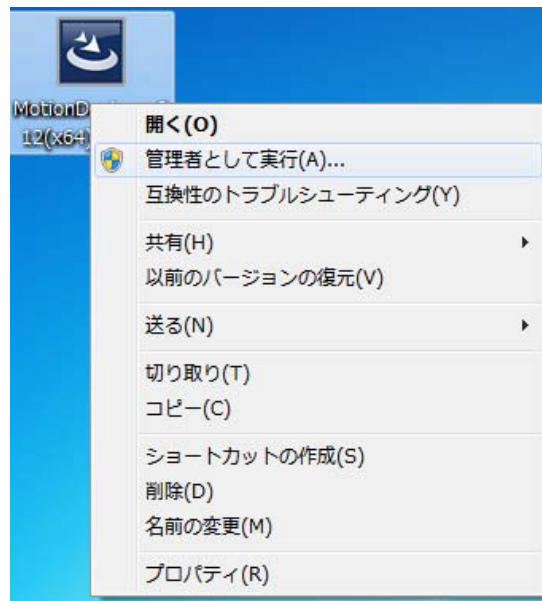 MotionD
12(x64)
開く(O)
管理者として実行(A)...
互換性のトラブルシューティング(Y)
共有(H)
以前のバージョンの復元(V)
送る(N)
切り取り(T)
コピー(C)
ショートカットの作成(S)
削除(D)
名前の変更(M)
プロパティ(R)